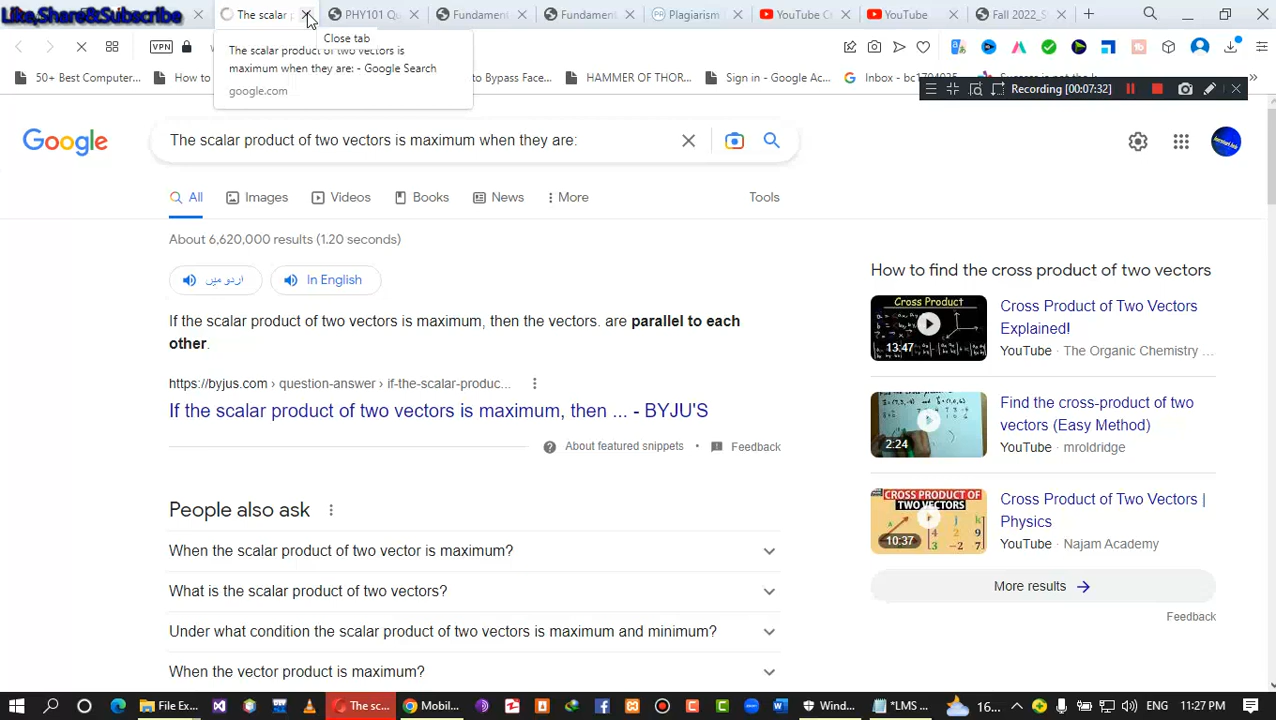 Like,Share&Subscribe
The scalar
PHY101
Fundamen
Plagiaris
YouTube
YouTube
Fall 2022_S
Close tab
The scalar product of two vectors is
maximum when they are: - Google Search
google.com
VPN
50+ Best Computer...
How to
to Bypass Face...
HAMMER OF THOR...
Sign in - Google Acc...
Inbox -
Recording [00:07:32]
Google
The scalar product of two vectors is maximum when they are:
All
Images
Videos
Books
News
More
Tools
About 6,620,000 results (1.20 seconds)
اردو میں
In English
If the scalar product of two vectors is maximum, then the vectors. are parallel to each
other.
https://byjus.com › question-answer › if-the-scalar-produc...
If the scalar product of two vectors is maximum, then ... - BYJU'S
About featured snippets
•
Feedback
People also ask
When the scalar product of two vector is maximum?
What is the scalar product of two vectors?
Under what condition the scalar product of two vectors is maximum and minimum?
When the vector product is maximum?
How to find the cross product of two vectors
Cross Product
13:47
Cross Product of Two Vectors
Explained!
YouTube · The Organic Chemistry ...
2:24
Find the cross-product of two
vectors (Easy Method)
YouTube · mroldridge
CROSS PRODUCT OF
TWO VECTORS
10:37
Cross Product of Two Vectors |
Physics
YouTube · Najam Academy
More results
Feedback
File Ex...
The sc...
Mobil...
Wind...
*LMS ...
16...
11:27 PM